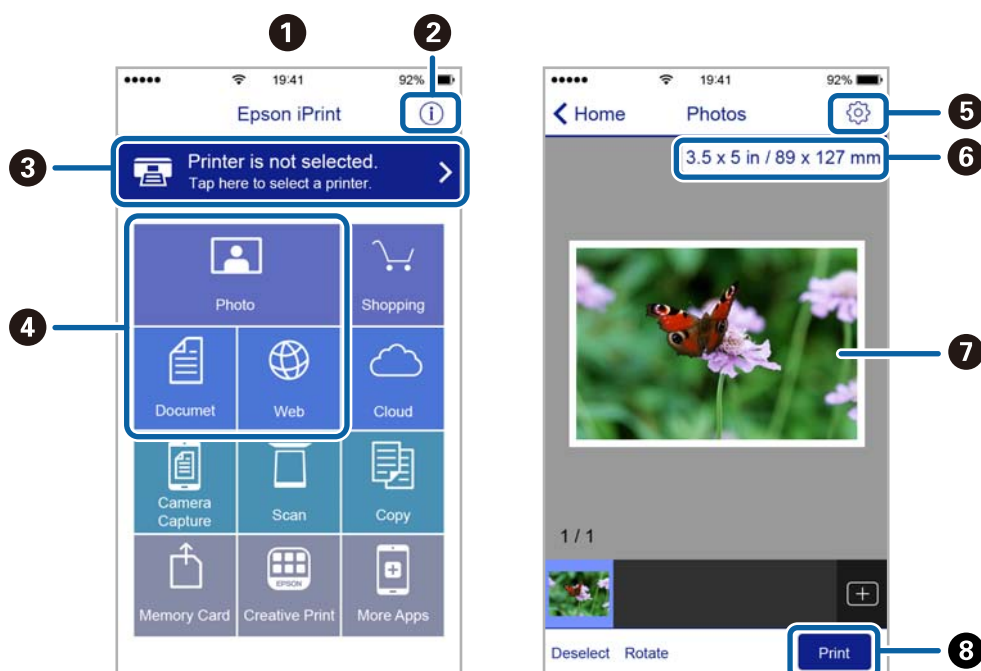 1
2
19:41
92%
Epson iPrint
i
3
Printer is not selected.
Tap here to select a printer.
4
Photo
Shopping
Documet
Web
Cloud
Camera
Capture
Scan
Copy
Memory Card
EPSON
Creative Print
More Apps
19:41
92%
Home
Photos
5
3.5 x 5 in / 89 x 127 mm
6
7
1 / 1
Deselect
Rotate
Print
8